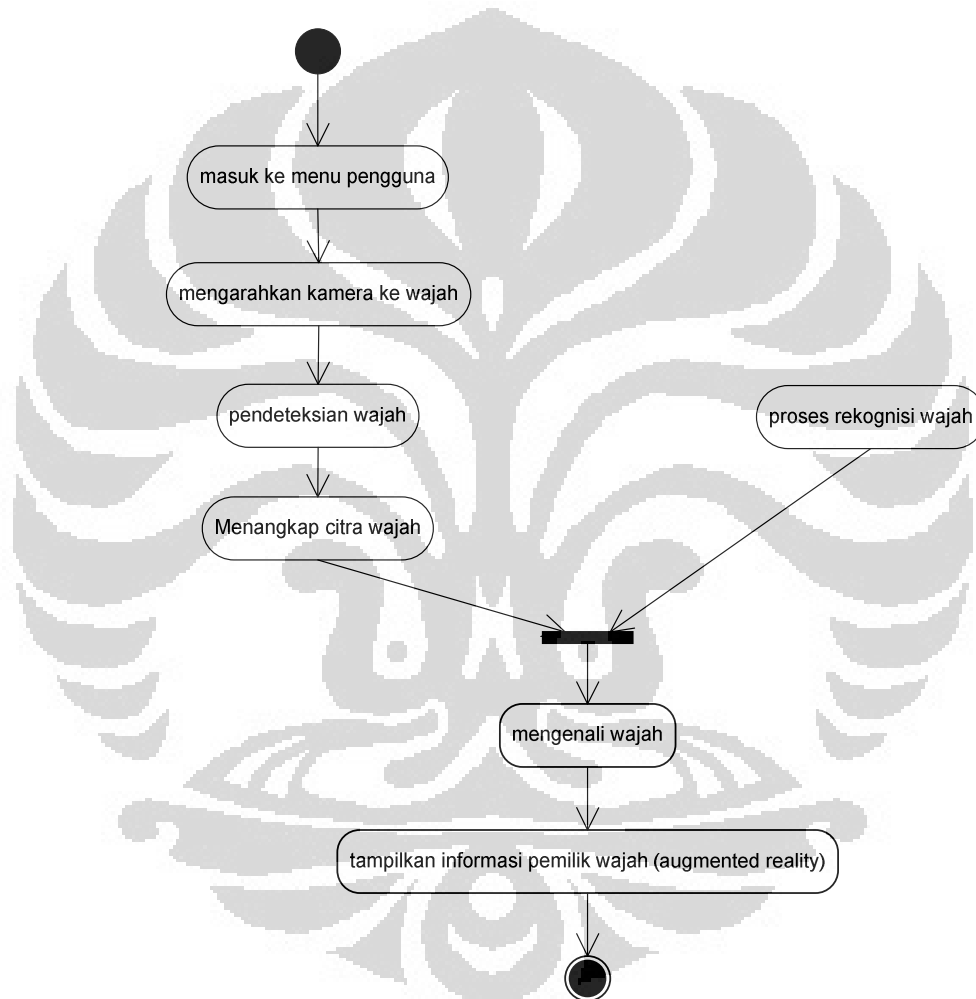 masuk ke menu pengguna
mengarahkan kamera ke wajah
pendeteksian wajah
proses rekognisi wajah
Menangkap citra wajah
mengenali wajah
tampilkan informasi pemilik wajah (augmented reality)